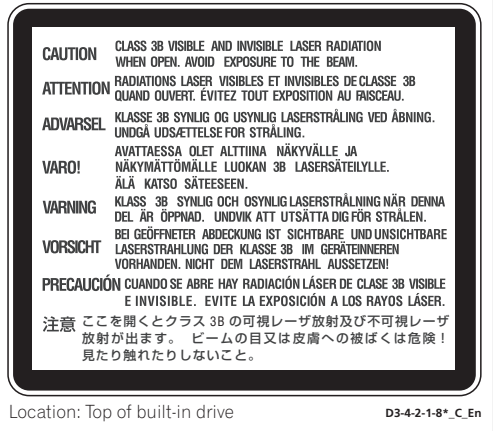 CAUTION CLASS 3B VISIBLE AND INVISIBLE LASER RADIATION
WHEN OPEN. AVOID EXPOSURE TO THE BEAM.
ATTENTION RADIATIONS LASER VISIBLES ET INVISIBLES DE CLASSE 3B
QUAND OUVERT. ÉVITEZ TOUT EXPOSITION AU FAISCEAU.
ADVARSEL KLASSE 3B SYNLIG OG USYNLIG LASERSTRÅLING VED ÅBNING.
UNDGÅ UDSÆTTELSE FOR STRÅLING.
VARO! AVATTAESSA OLET ALTTIINA NÄKYVÄLLE JA
NÄKYMÄTTÖMÄLLE LUOKAN 3B LASERSÄTEILYLLE.
ÄLÄ KATSO SÄTEESEEN.
VARNING KLASS 3B SYNLIG OCH OSYNLIG LASERSTRÅLNING NÄR DENNA
DEL ÄR ÖPPNAD. UNDVIK ATT UTSÄTTA DIG FÖR STRÅLEN.
VORSICHT BEI GEÖFFNETER ABDECKUNG IST SICHTBARE UND UNSICHTBARE
LASERSTRAHLUNG DER KLASSE 3B IM GERÄTEINNEREN
VORHANDEN. NICHT DEM LASERSTRAHL AUSSETZEN!
PRECAUCIÓN CUANDO SE ABRE HAY RADIACIÓN LÁSER DE CLASE 3B VISIBLE
E INVISIBLE. EVITE LA EXPOSICIÓN A LOS RAYOS LÁSER.
注意 ここを開くとクラス 3B の可視レーザ放射及び不可視レーザ
放射が出ます。 ビームの目又は皮膚への被ばくは危険！
見たり触れたりしないこと。
Location: Top of built-in drive D3-4-2-1-8*_C_En